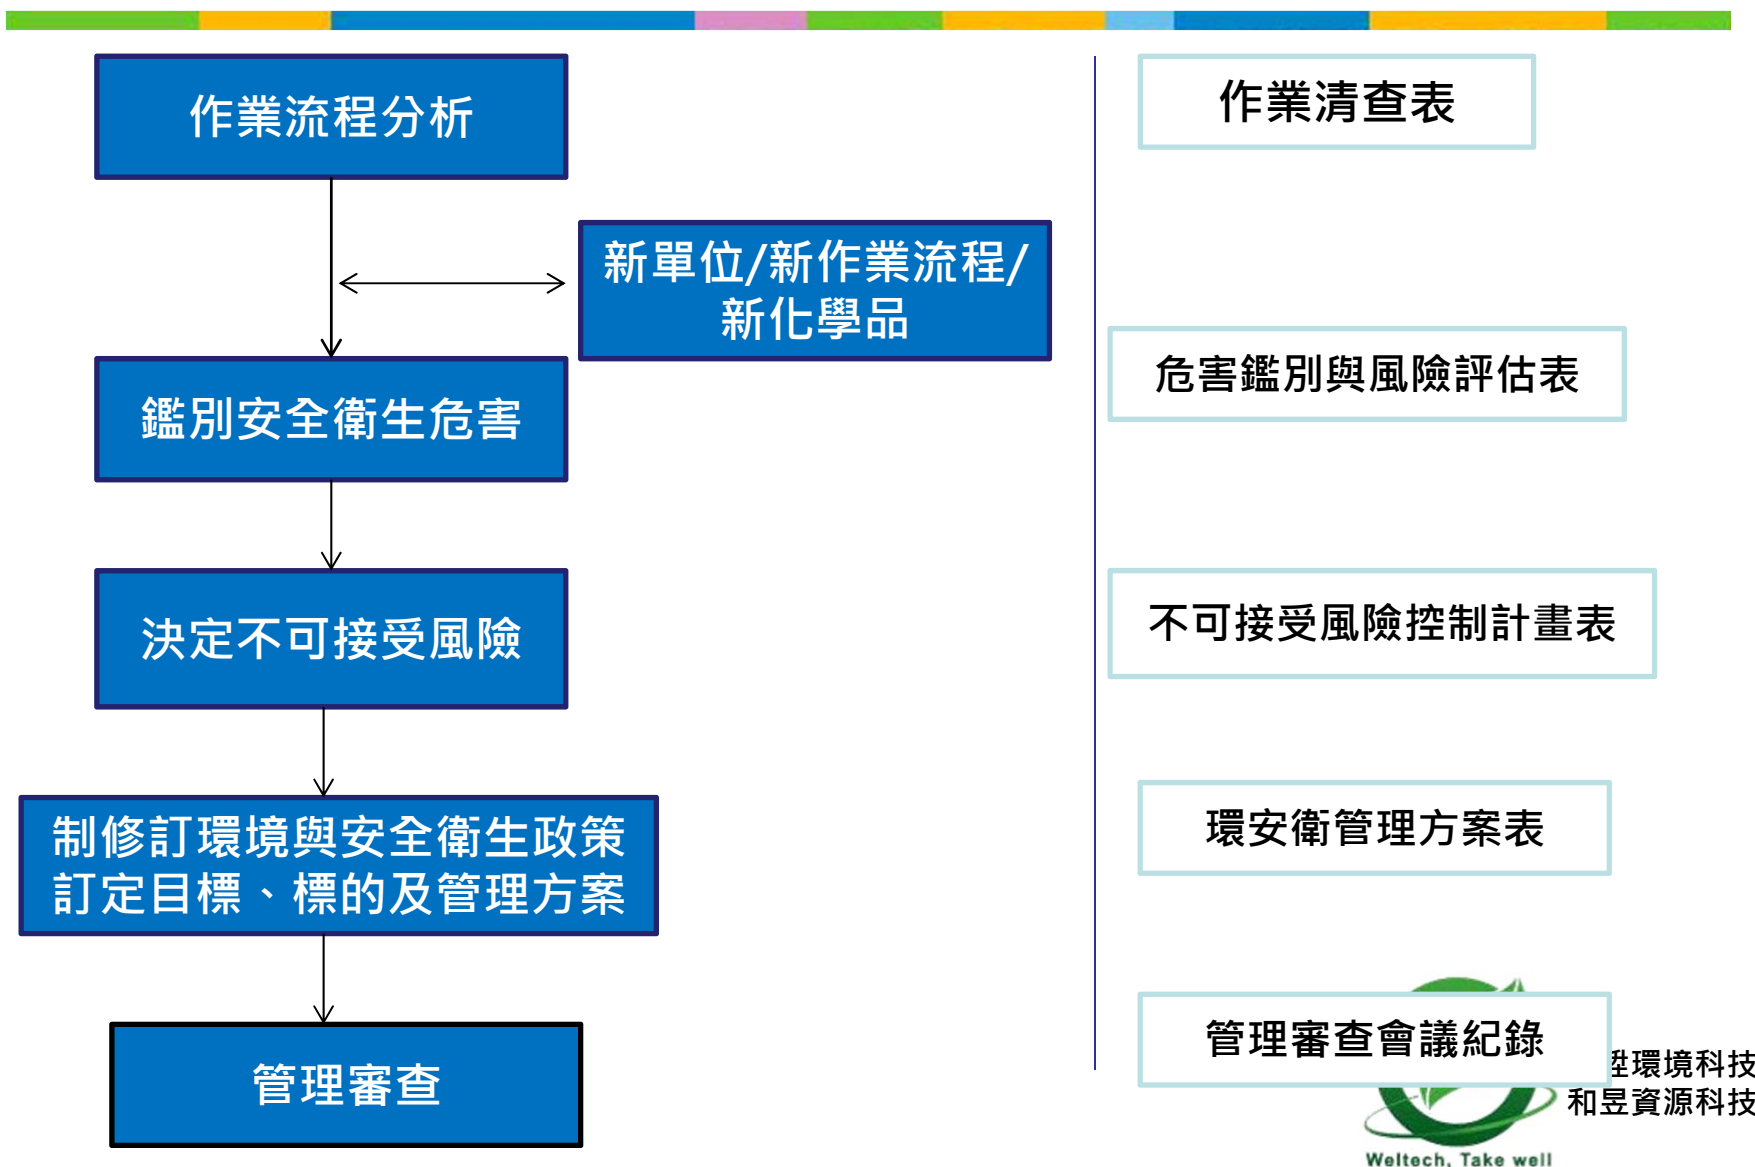 作業流程分析
新單位/新作業流程/
新化學品
鑑別安全衛生危害
決定不可接受風險
制修訂環境與安全衛生政策
訂定目標、標的及管理方案
管理審查
作業清查表
危害鑑別與風險評估表
不可接受風險控制計畫表
環安衛管理方案表
管理審查會議紀錄
環境科技
和昱資源科技
Weltech, Take well